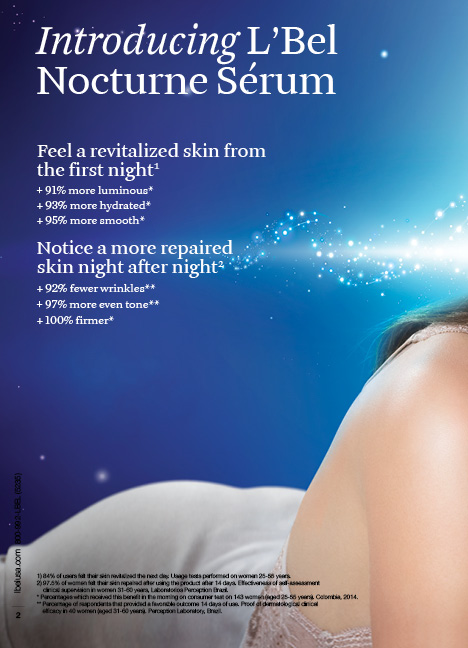 Introducing L’Bel
Nocturne Sérum
Feel a revitalized skin from
the first night¹
+ 91% more luminous*
+ 93% more hydrated*
+ 95% more smooth*
Notice a more repaired
skin night after night²
+ 92% fewer wrinkles**
+ 97% more even tone**
+ 100% firmer*
1) 84% of users felt their skin revitalized the next day. Usage tests performed on women 25-55 years.
2) 97.5% of women felt their skin repaired after using the product after 14 days. Effectiveness of self-assessment
clinical supervision in women 31-60 years. Laboratorios Perception Brazil.
* Percentages which received this benefit in the morning on consumer test on 143 women (aged 25-55 years). Colombia, 2014.
** Percentage of respondents that provided a favorable outcome 14 days of use. Proof of dermatological clinical
efficacy in 40 women (aged 31-60 years). Perception Laboratory, Brazil.
lbelusa.com
2